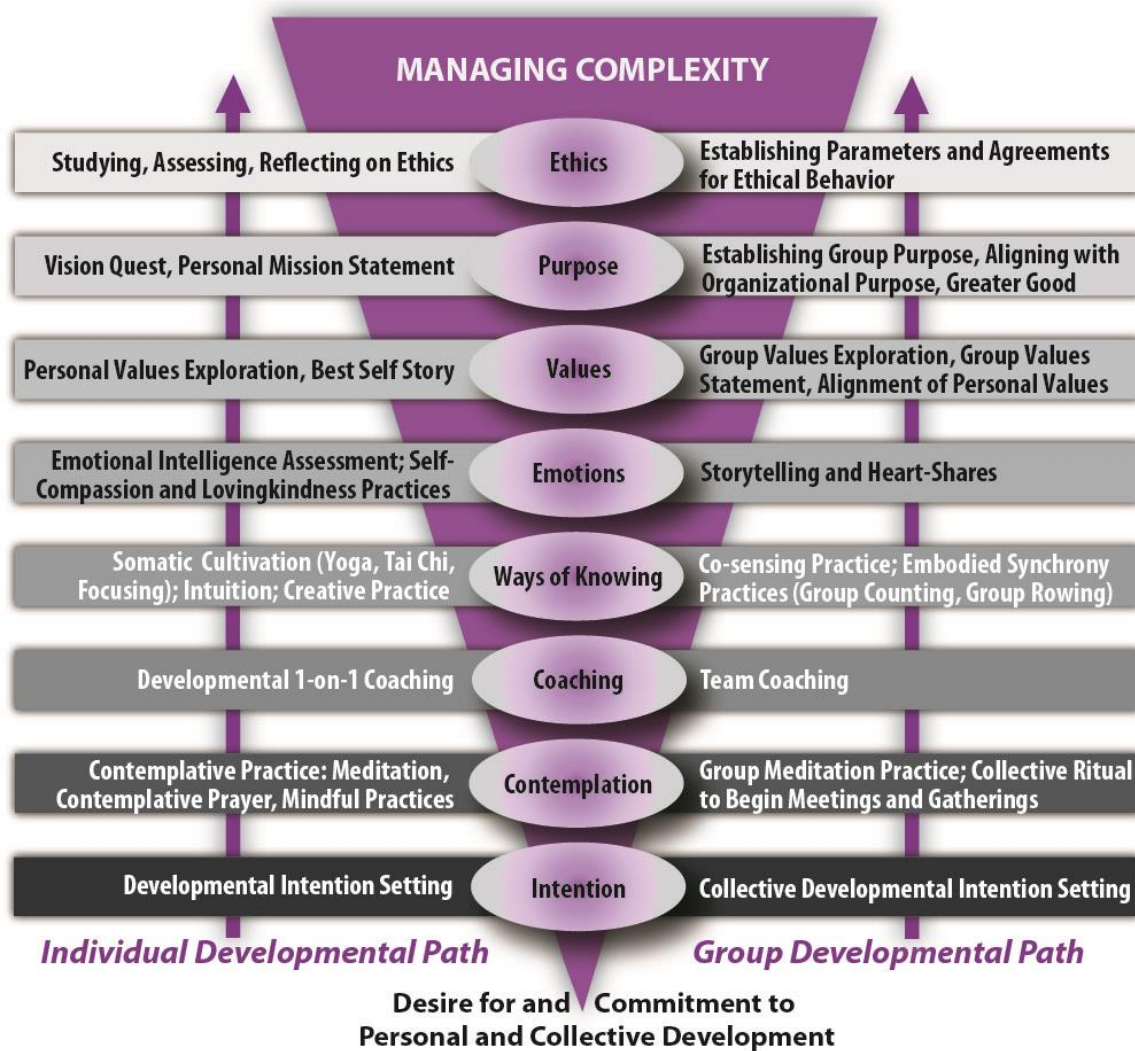 MANAGING COMPLEXITY
Studying, Assessing, Reflecting on Ethics
Ethics
Establishing Parameters and Agreements
for Ethical Behavior
Vision Quest, Personal Mission Statement
Purpose
Establishing Group Purpose, Aligning with
Organizational Purpose, Greater Good
Personal Values Exploration, Best Self Story
Values
Group Values Exploration, Group Values
Statement, Alignment of Personal Values
Emotional Intelligence Assessment; Self-
Compassion and Lovingkindness Practices
Emotions
Storytelling and Heart-Shares
Somatic Cultivation (Yoga, Tai Chi,
Focusing); Intuition; Creative Practice
Ways of Knowing
Co-sensing Practice; Embodied Synchrony
Practices (Group Counting, Group Rowing)
Developmental 1-on-1 Coaching
Coaching
Team Coaching
Contemplative Practice: Meditation,
Contemplative Prayer, Mindful Practices
Contemplation
Group Meditation Practice; Collective Ritual
to Begin Meetings and Gatherings
Developmental Intention Setting
Intention
Collective Developmental Intention Setting
Individual Developmental Path
Group Developmental Path
Desire for and Commitment to
Personal and Collective Development